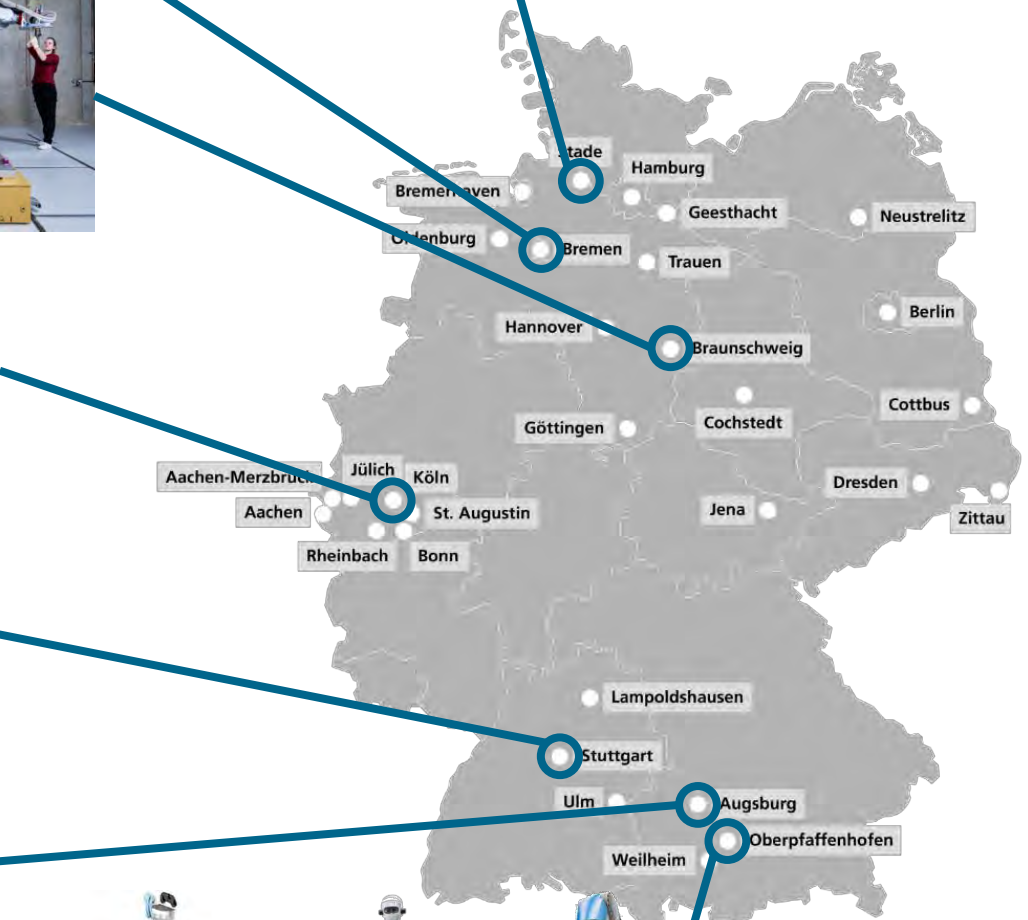 Stade
Hamburg
Bremerhaven
Geesthacht
Neustrelitz
Oldenburg
Bremen
Trauen
Berlin
Hannover
Braunschweig
Cottbus
Cochstedt
Göttingen
Jülich
Köln
Aachen-Merzbrück
Dresden
Aachen
St. Augustin
Jena
Zittau
Rheinbach
Bonn
Lampoldshausen
Stuttgart
Ulm
Augsburg
Oberpfaffenhofen
Weilheim